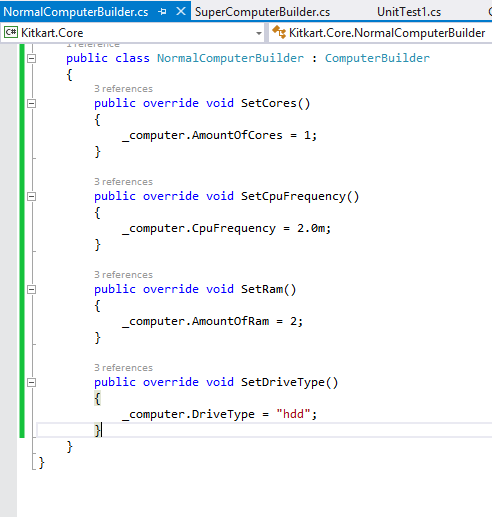 NormalComputerBuilder.cs SuperComputerBuilder.cs UnitTest1.cs
C# Kitkart.Core Kitkart.Core.NormalComputerBuilder
1 reference
public class NormalComputerBuilder : ComputerBuilder
{
3 references
public override void SetCores()
{
_computer.AmountOfCores = 1;
}
3 references
public override void SetCpuFrequency()
{
_computer.CpuFrequency = 2.0m;
}
3 references
public override void SetRam()
{
_computer.AmountOfRam = 2;
}
3 references
public override void SetDriveType()
{
_computer.DriveType = "hdd";
}
}
}